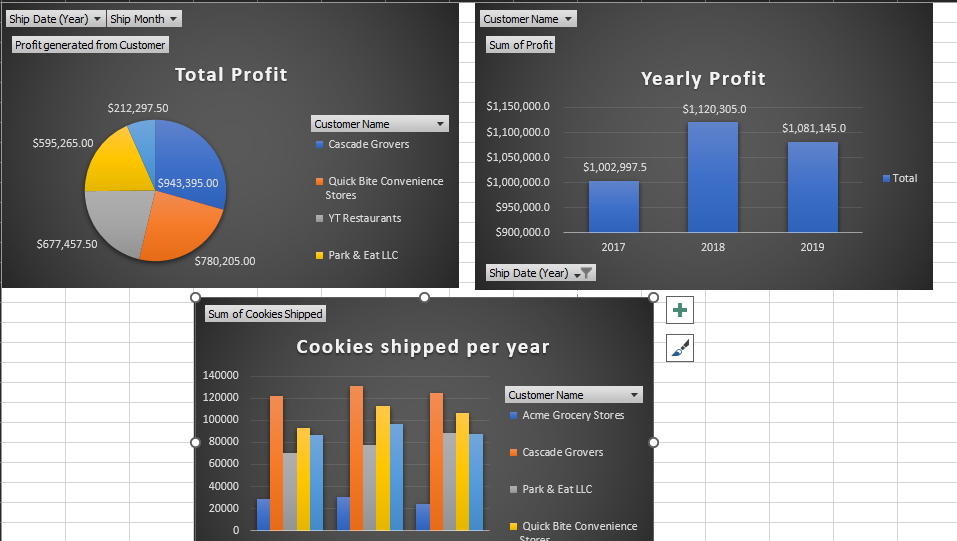 Ship Date (Year) Ship Month
Profit generated from Customer
Total Profit
$212,297.50
$595,265.00
$943,395.00
$677,457.50
$780,205.00
Customer Name
Cascade Grovers
Quick Bite Convenience
Stores
YT Restaurants
Park & Eat LLC
Customer Name
Sum of Profit
Yearly Profit
$1,150,000.0
$1,100,000.0
$1,050,000.0
$1,000,000.0
$950,000.0
$900,000.0
$1,002,997.5
$1,120,305.0
$1,081,145.0
2017
2018
2019
Total
Ship Date (Year)
Sum of Cookies Shipped
Cookies shipped per year
140000
120000
100000
80000
60000
40000
20000
0
Customer Name
Acme Grocery Stores
Cascade Grovers
Park & Eat LLC
Quick Bite Convenience
Stores